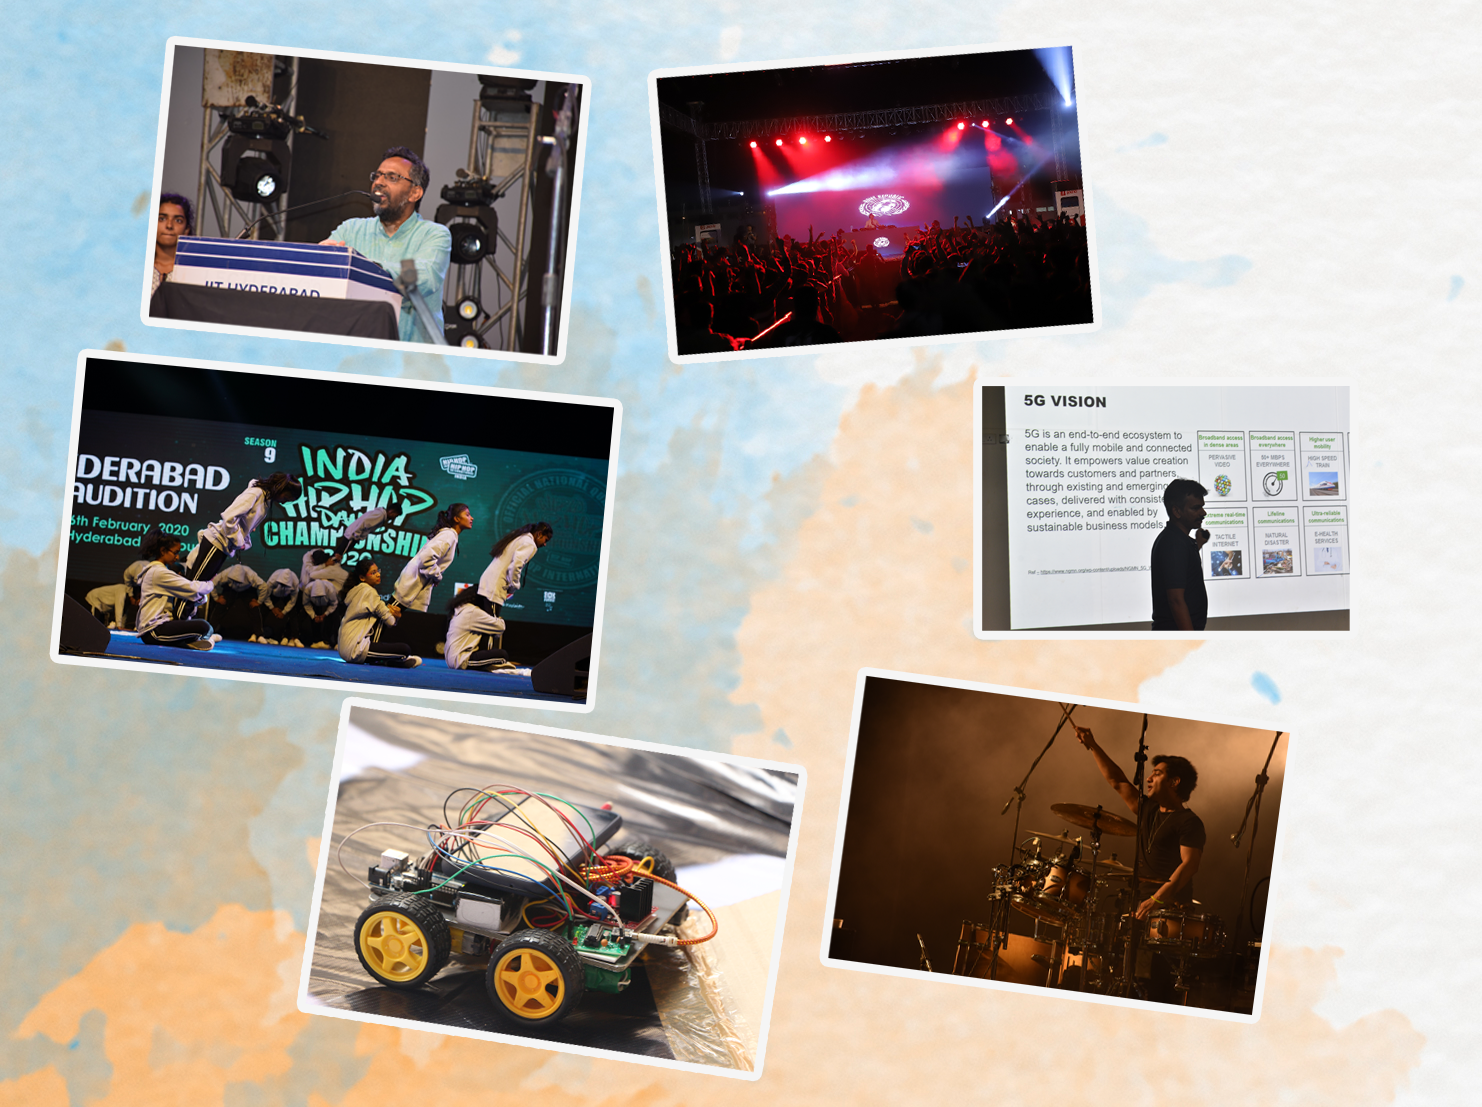 IIT HYDERABAD
DERABAD
AUDITION
6th February, 2020
Hyderabad
SEASON
9
INDIA
HIPHOP
DANCE
CHAMPIONSHIP
2020
HIPHOP
INDIA
5G VISION
5G is an end-to-end ecosystem to
enable a fully mobile and connected
society. It empowers value creation
towards customers and partners,
through existing and emerging
cases, delivered with consiste
experience, and enabled by
sustainable business models.
Broadband access
in dense areas
PERVASIVE
VIDEO
Broadband access
everywhere
50+ MBPS
EVERYWHERE
Higher user
mobility
HIGH SPEED
TRAIN
xtreme real-time
communications
TACTILE
INTERNET
Lifeline
communications
NATURAL
DISASTER
Ultra-reliable
communications
E-HEALTH
SERVICES